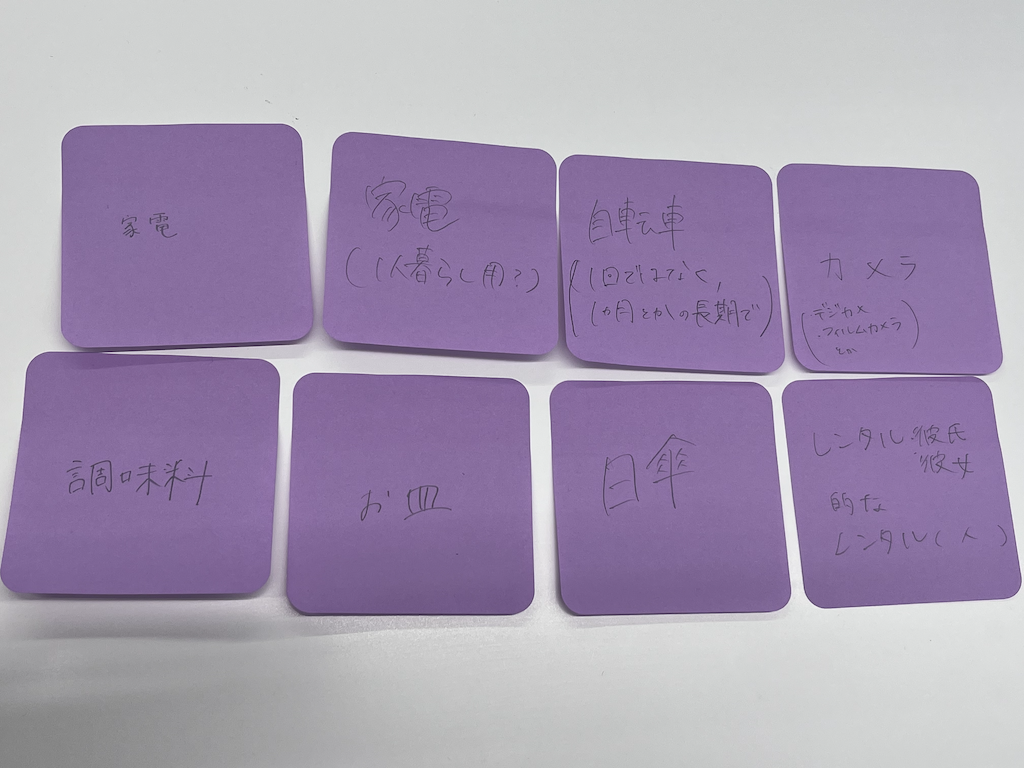 家電
家電
(1人暮らし用?)
自転車
(1回ではなく,
1ヵ月とかの長期で)
カメラ
(デジカメ
・フィルムカメラ
とか)
調味料
お皿
日傘
レンタル彼氏
彼女
的な
レンタル(人)